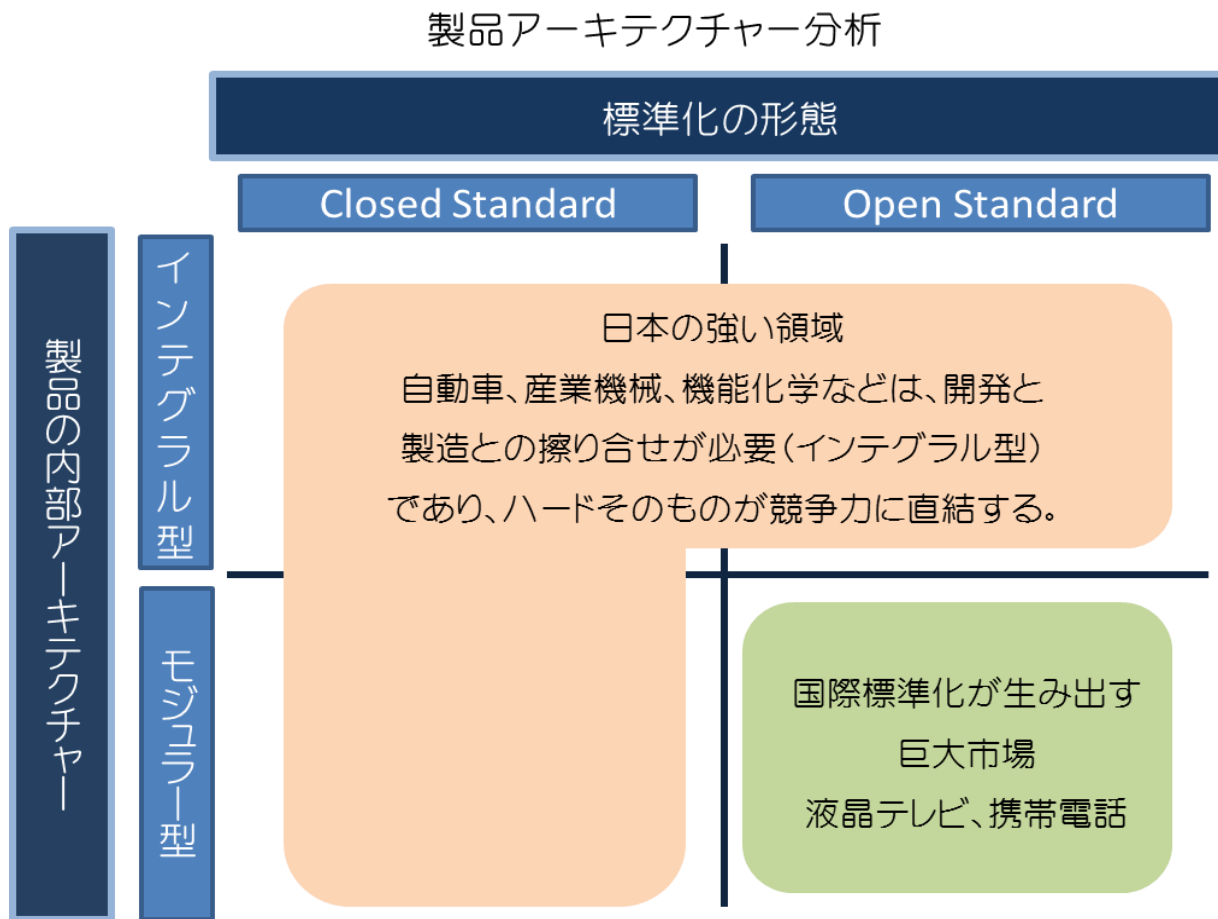 製品アーキテクチャー分析
標準化の形態
Closed Standard
Open Standard
製品の内部アーキテクチャー
インテグラル型
日本の強い領域
自動車、産業機械、機能化学などは、開発と
製造との擦り合せが必要(インテグラル型)
であり、ハードそのものが競争力に直結する。
モジュラー型
国際標準化が生み出す
巨大市場
液晶テレビ、携帯電話